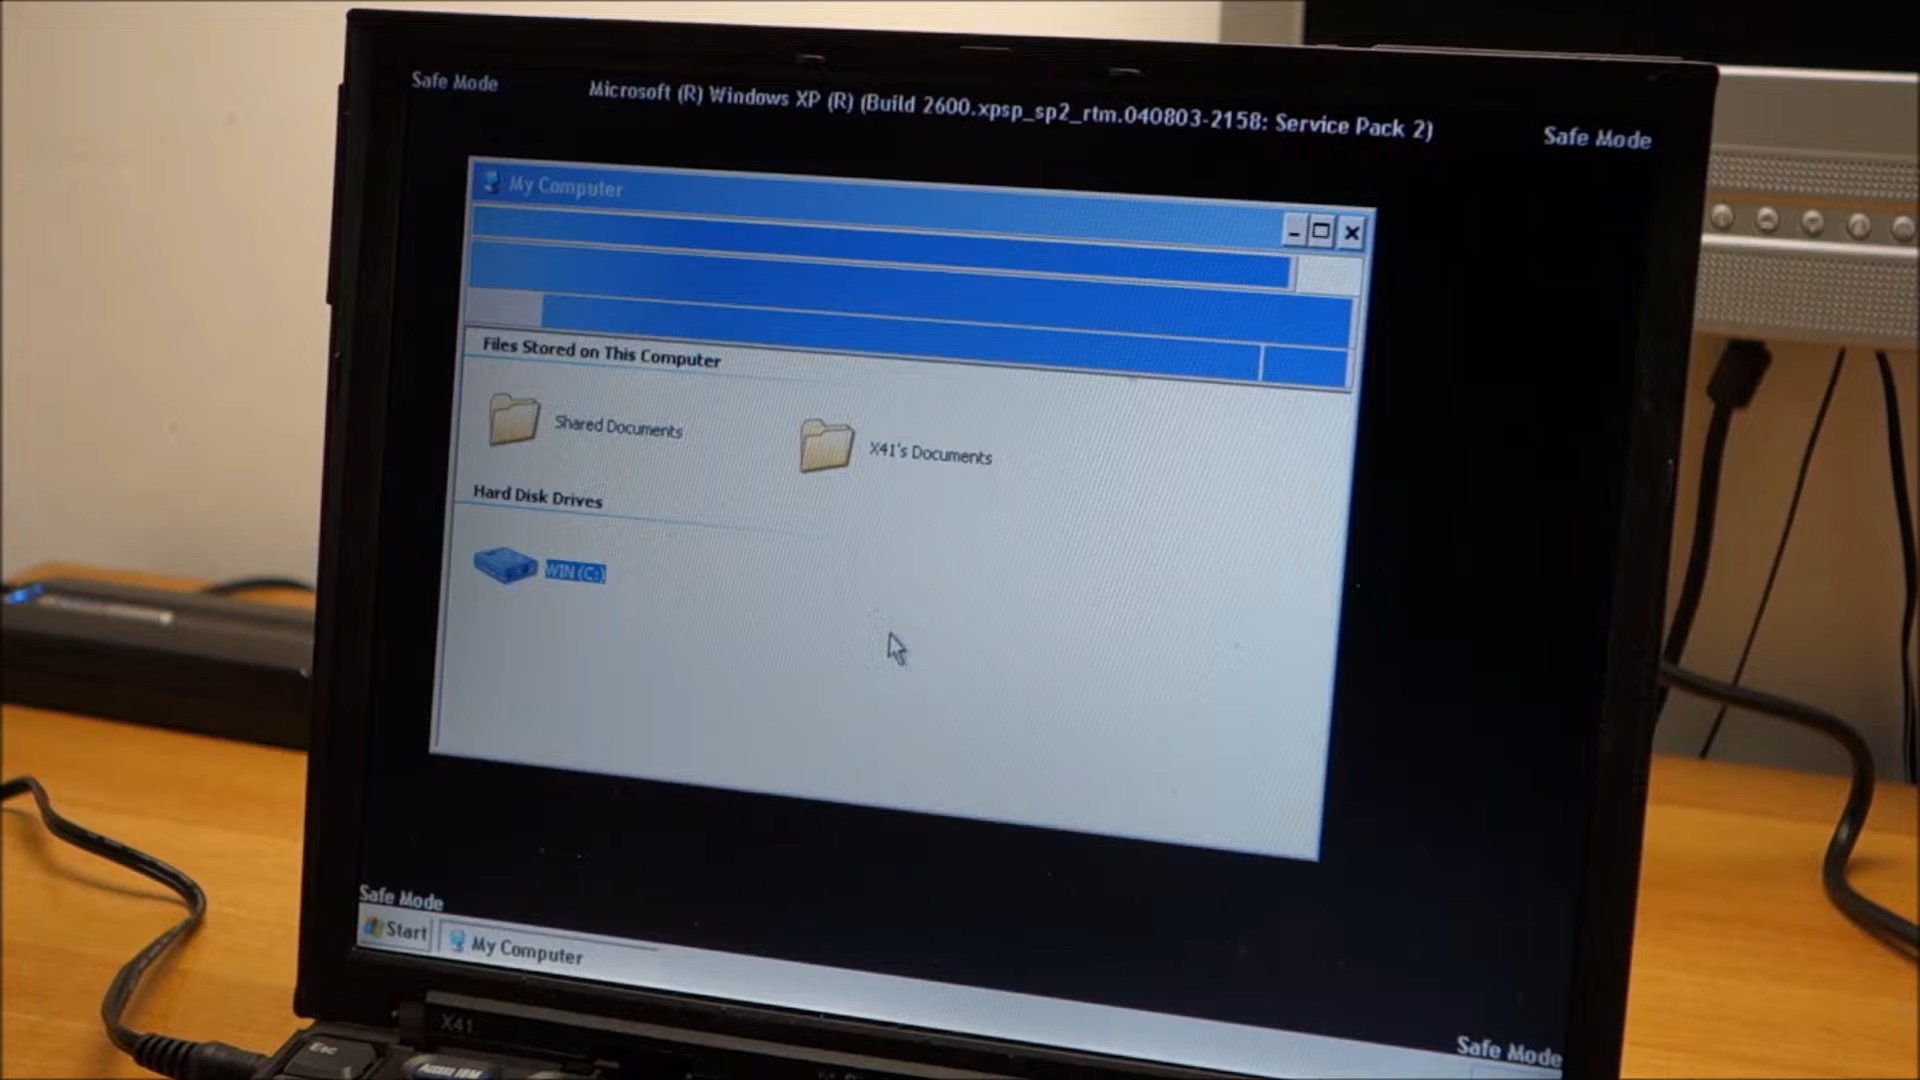 Safe Mode
Microsoft (R) Windows XP (R) (Build 2600.xpsp_sp2_rtm.040803-2158: Service Pack 2)
Safe Mode
My Computer
Files Stored on This Computer
Shared Documents
X41's Documents
Hard Disk Drives
WIN (C:)
Safe Mode
Start
My Computer
Safe Mode
X41
Esc
Access IBM